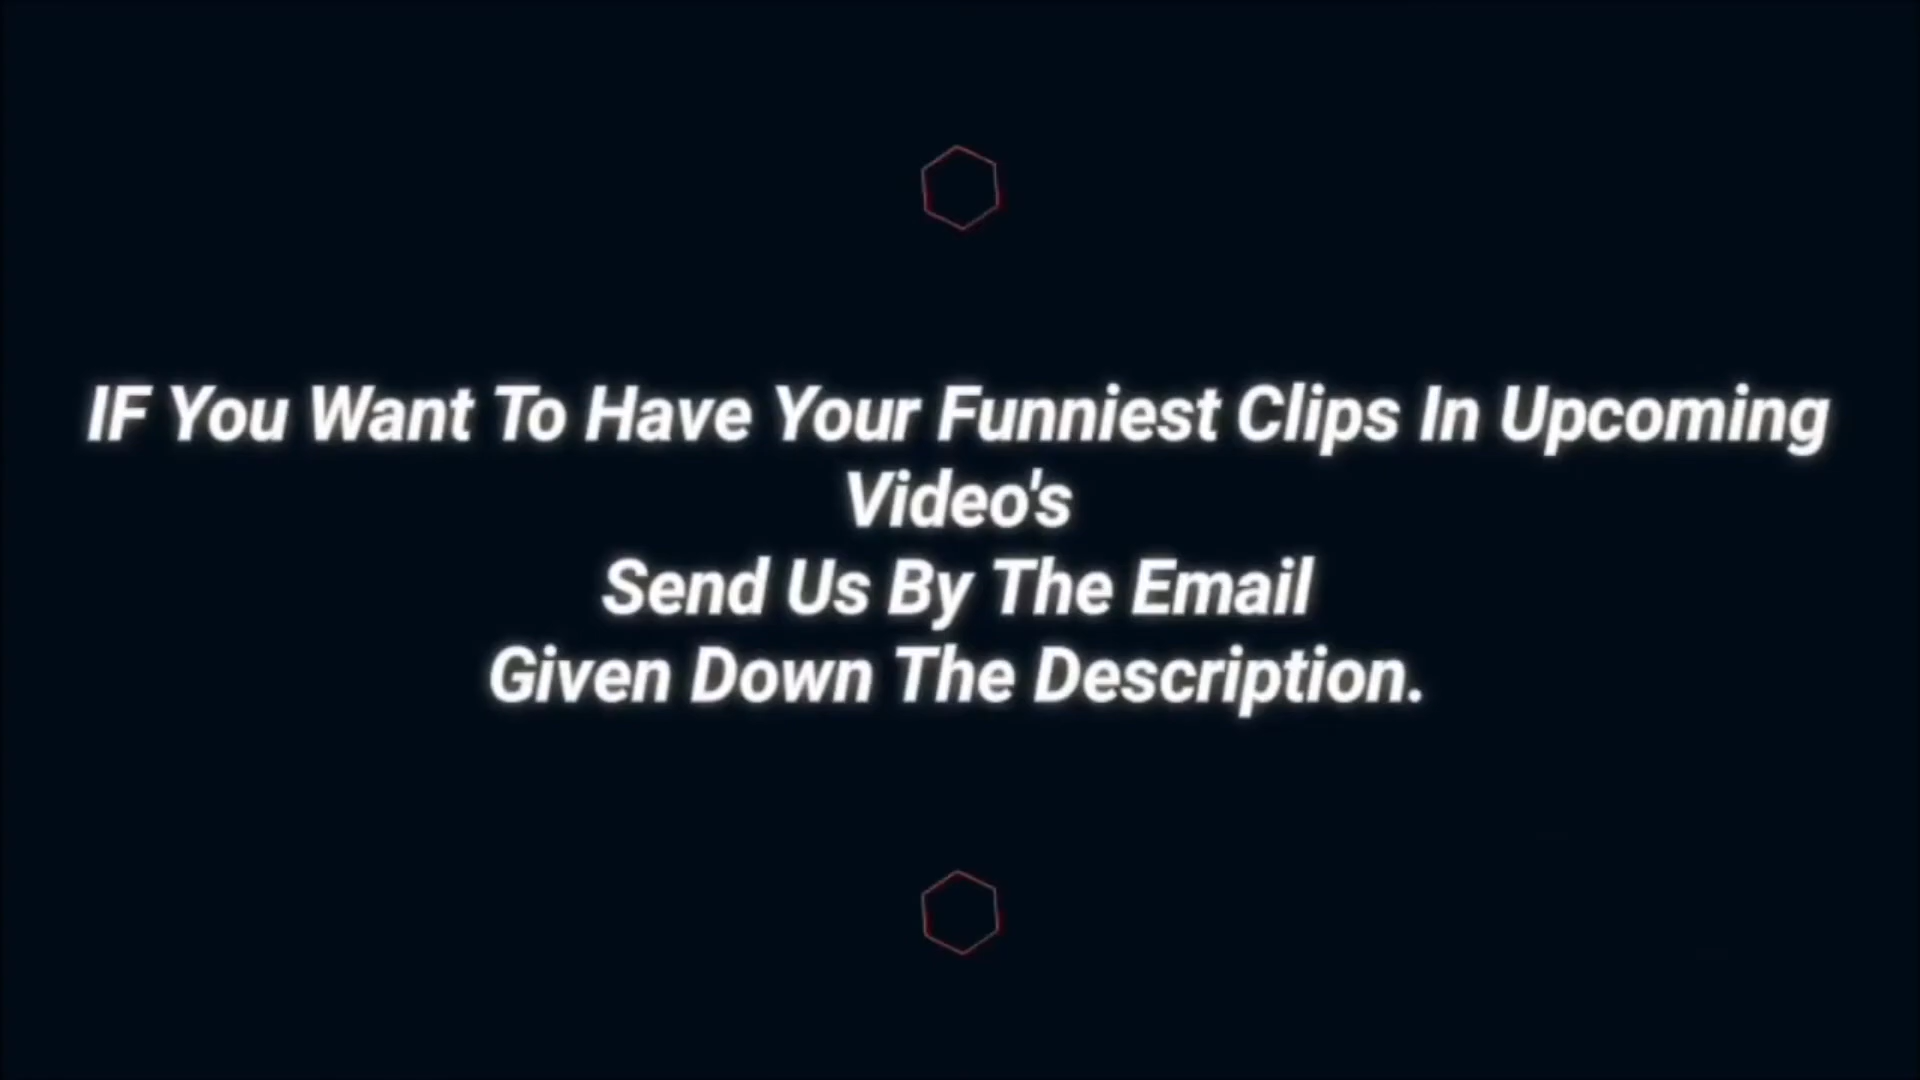 IF You Want To Have Your Funniest Clips In Upcoming
Video's
Send Us By The Email
Given Down The Description.